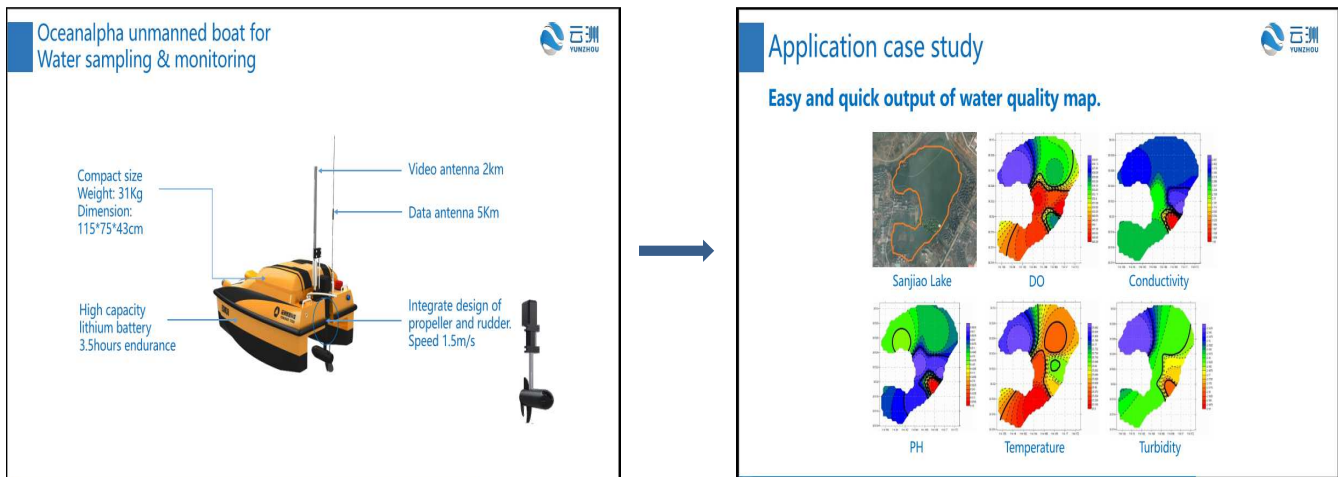 Oceanalpha unmanned boat for
Water sampling & monitoring
云洲
YUNZHOU
Compact size
Weight: 31Kg
Dimension:
115*75*43cm
High capacity
lithium battery
3.5hours endurance
Video antenna 2km
Data antenna 5Km
Integrate design of
propeller and rudder.
Speed 1.5m/s
Application case study
云洲
YUNZHOU
Easy and quick output of water quality map.
Sanjiao Lake
DO
Conductivity
PH
Temperature
Turbidity